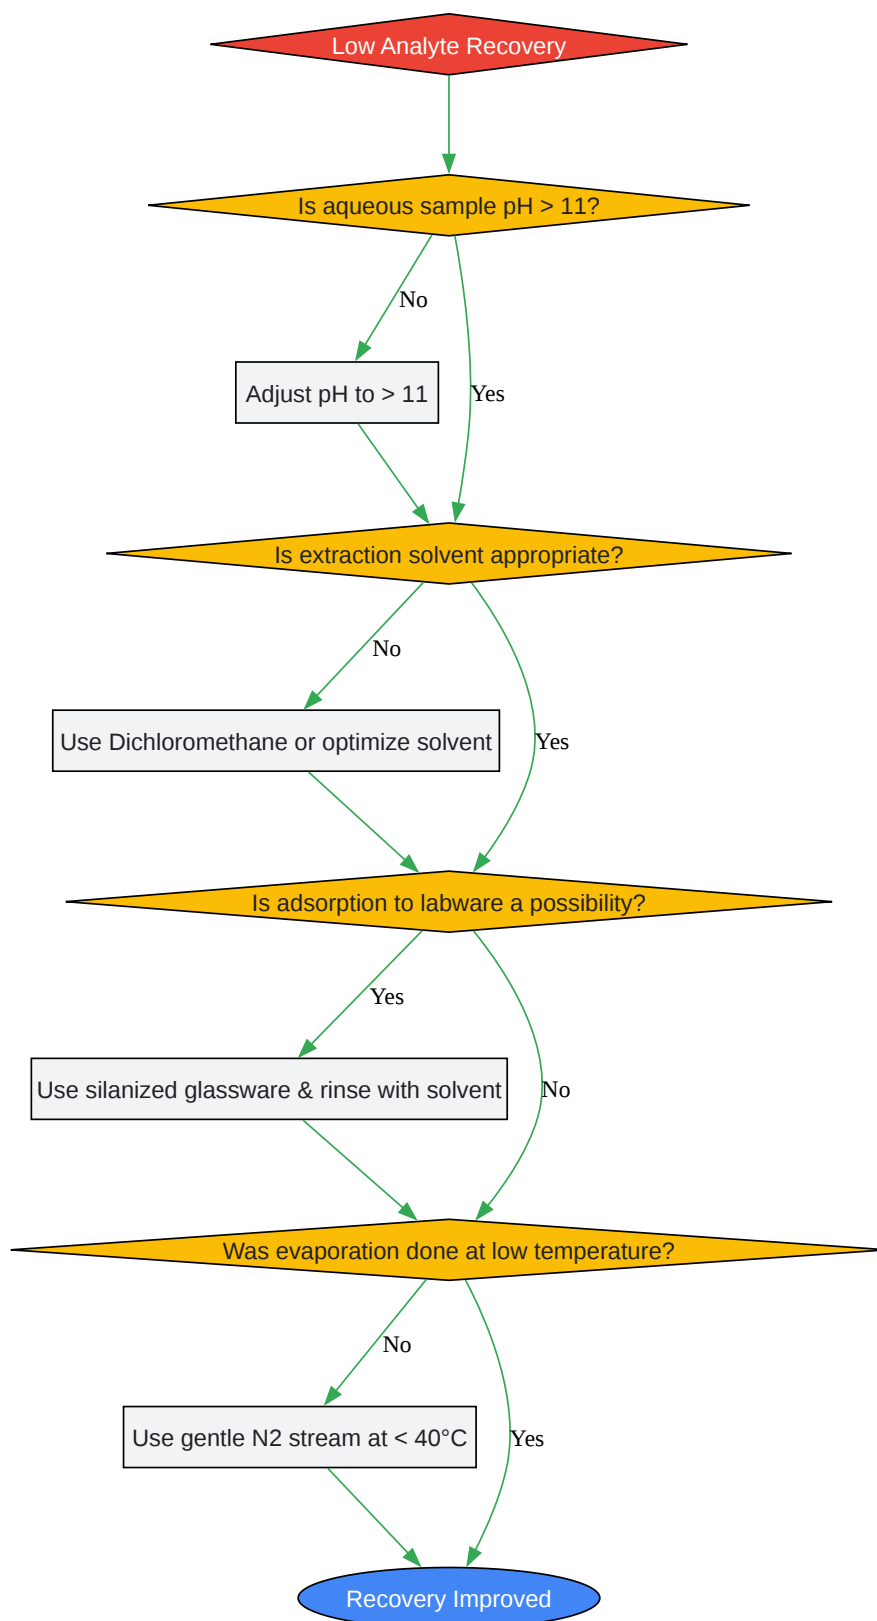 Low Analyte Recovery
Is aqueous sample pH > 11?
No
Adjust pH to > 11
Yes
Is extraction solvent appropriate?
No
Use Dichloromethane or optimize solvent
Yes
Is adsorption to labware a possibility?
Yes
Use silanized glassware & rinse with solvent
No
Was evaporation done at low temperature?
No
Use gentle N2 stream at < 40°C
Yes
Recovery Improved